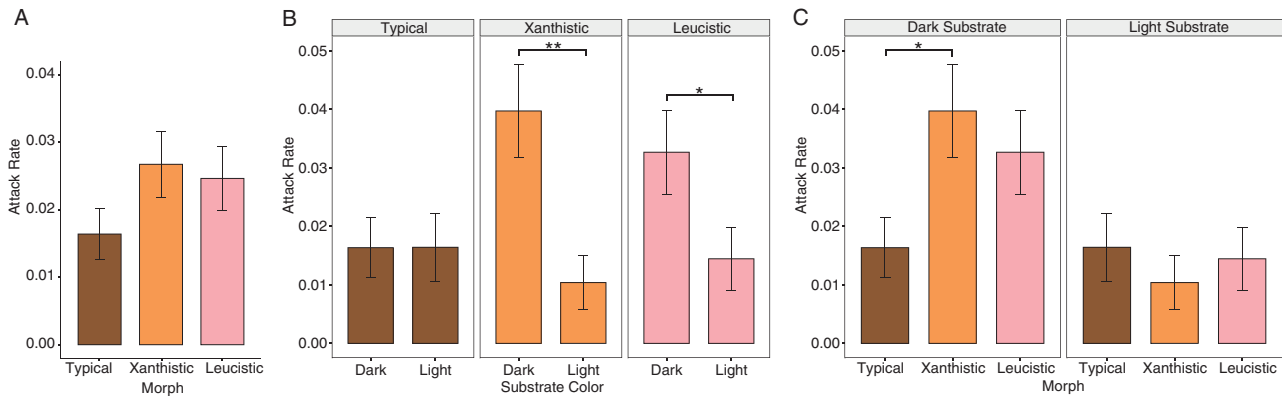 A
Attack Rate
0.04
0.03
0.02
0.01
0.00
Typical Xanthistic Leucistic
Morph
B
Typical Xanthistic Leucistic
Attack Rate
0.05
0.04
0.03
0.02
0.01
0.00
** *
Dark Light Dark Light Dark Light
Substrate Color
C
Dark Substrate Light Substrate
Attack Rate
0.05
0.04
0.03
0.02
0.01
0.00
*
Typical Xanthistic Leucistic Typical Xanthistic Leucistic
Morph